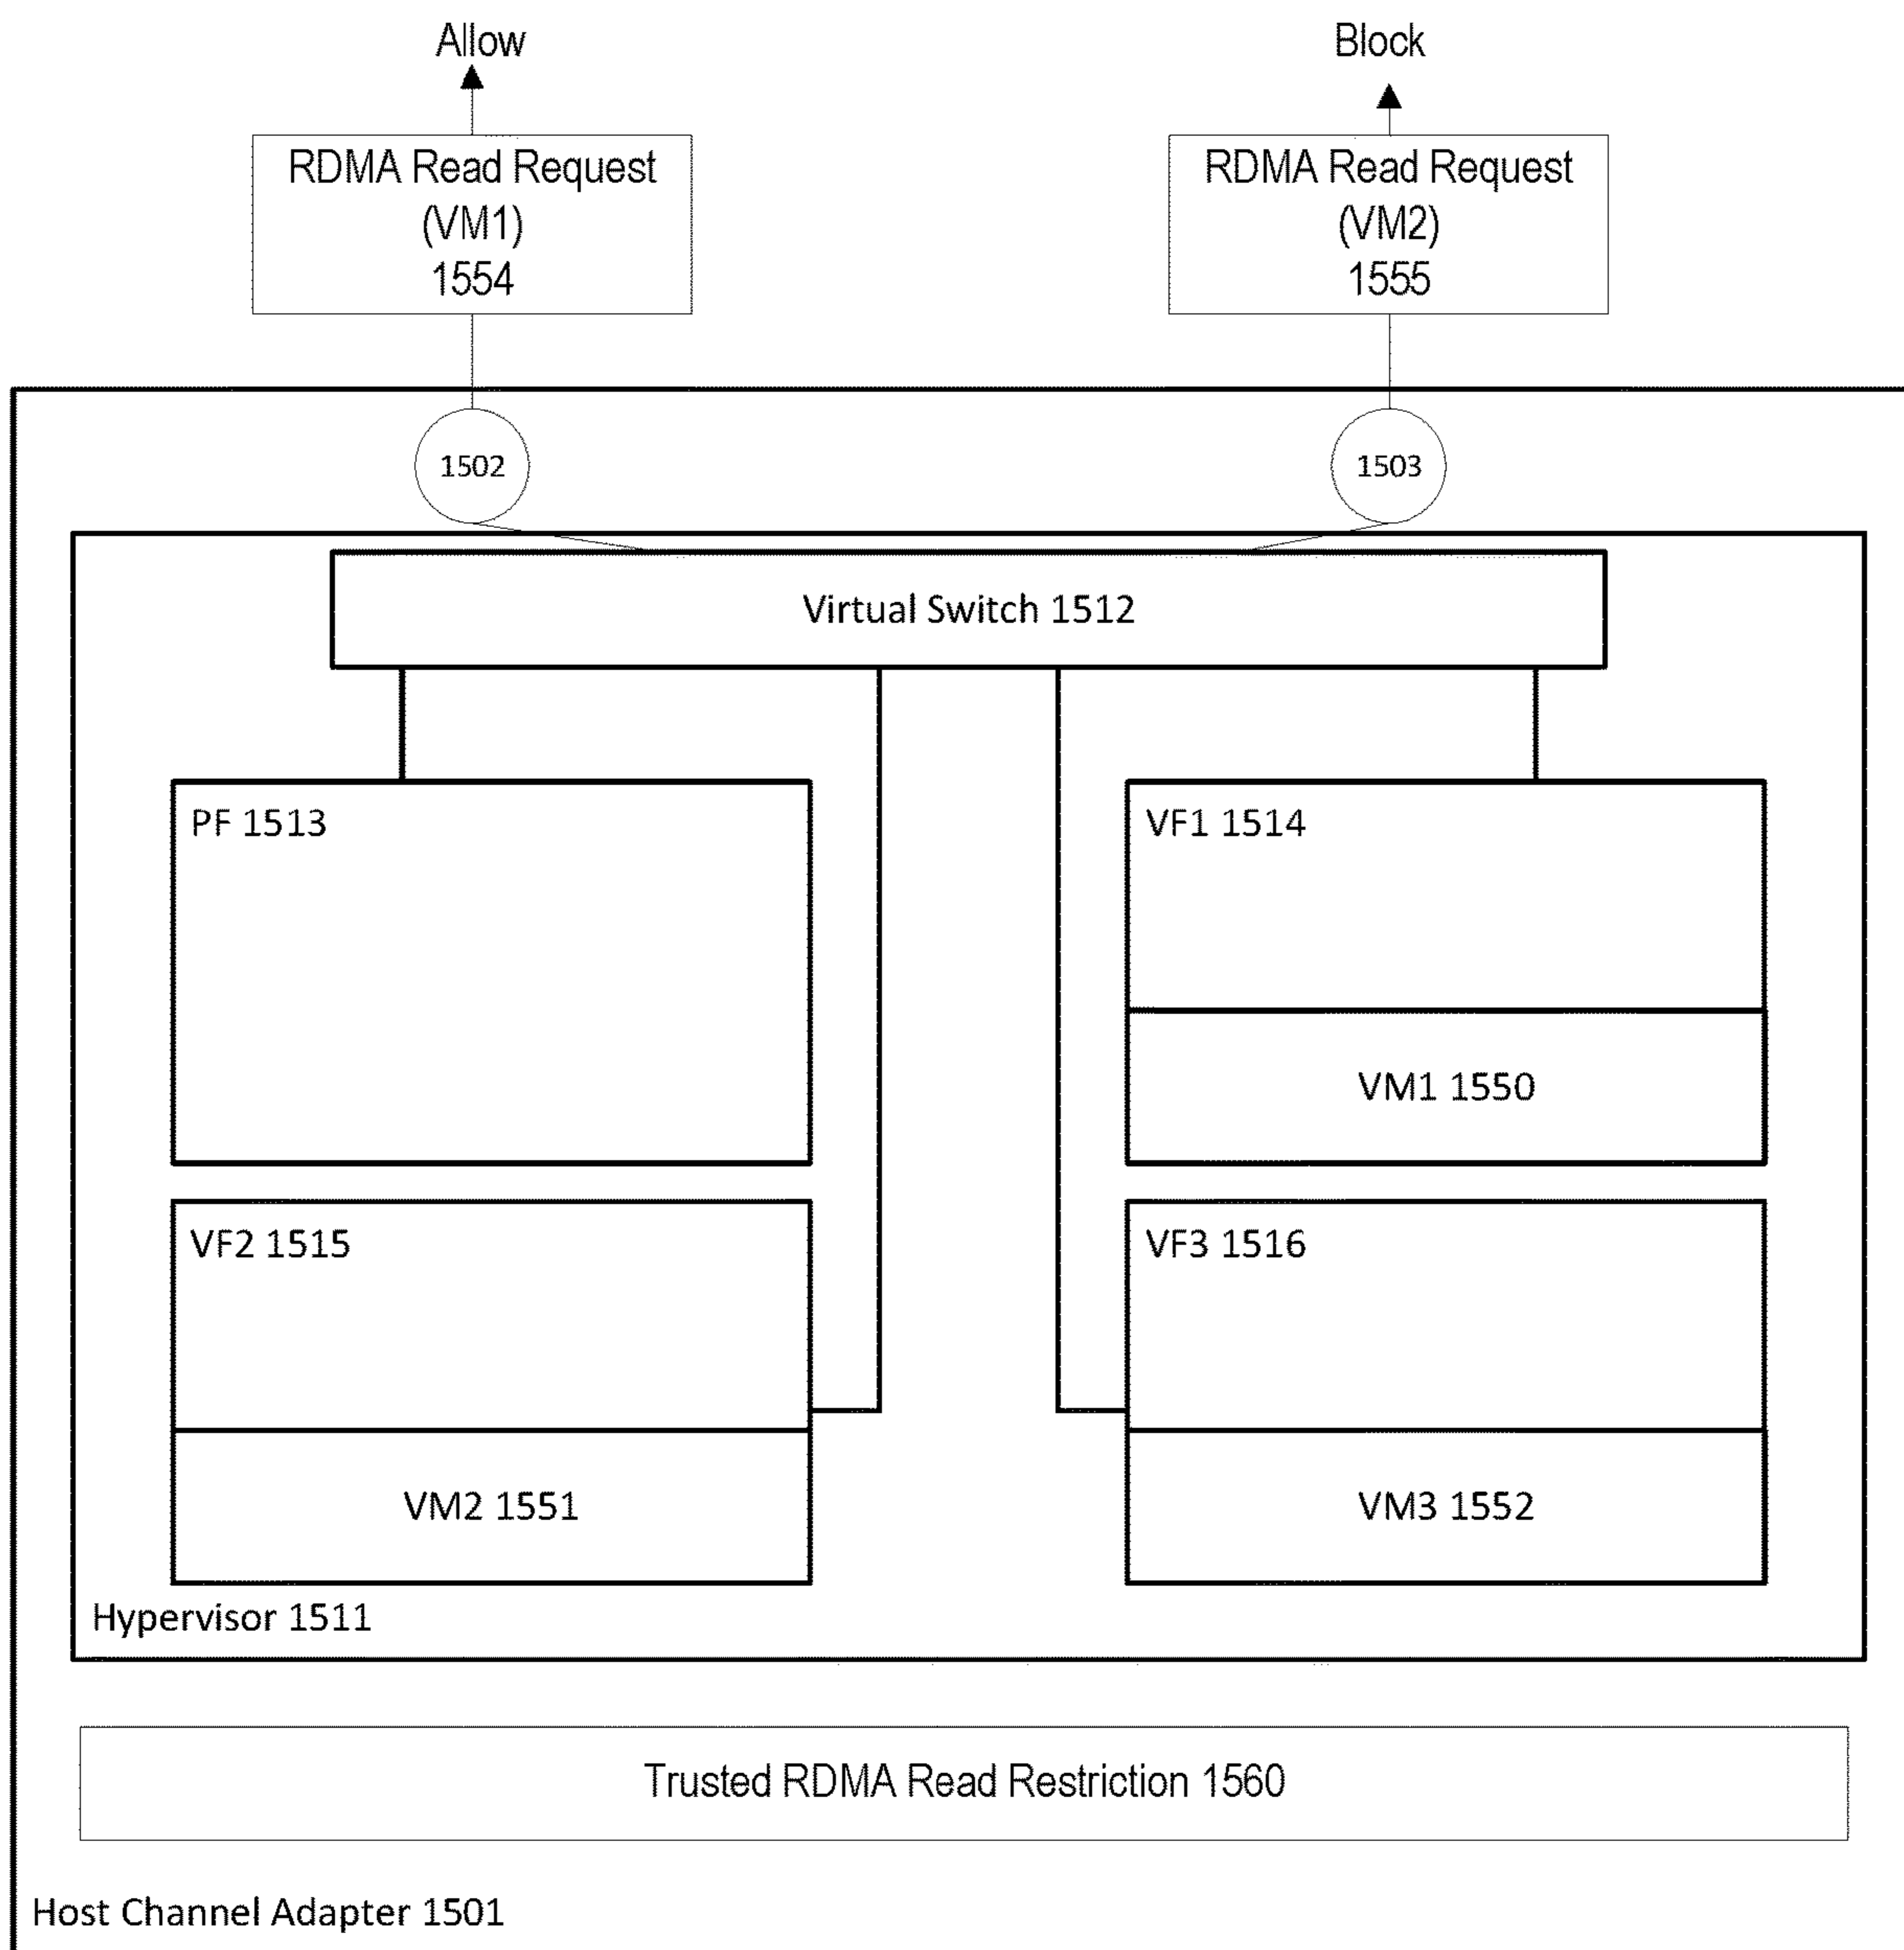 Allow
Block
RDMA Read Request
(VM1)
1554
RDMA Read Request
(VM2)
1555
1502
1503
Virtual Switch 1512
PF 1513
VF1 1514
VM1 1550
VF2 1515
VF3 1516
VM2 1551
VM3 1552
Hypervisor 1511
Trusted RDMA Read Restriction 1560
Host Channel Adapter 1501